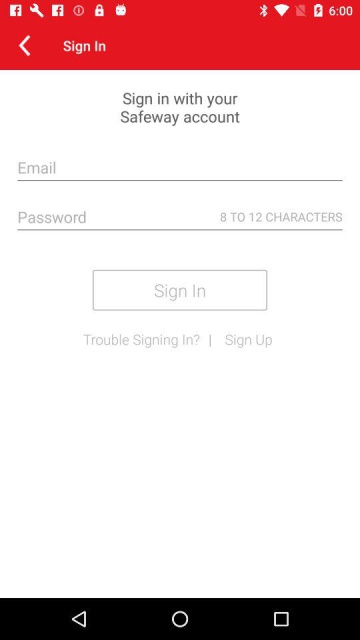 6:00
Sign In
Sign in with your
Safeway account
Email
Password 8 TO 12 CHARACTERS
Sign In
Trouble Signing In? | Sign Up